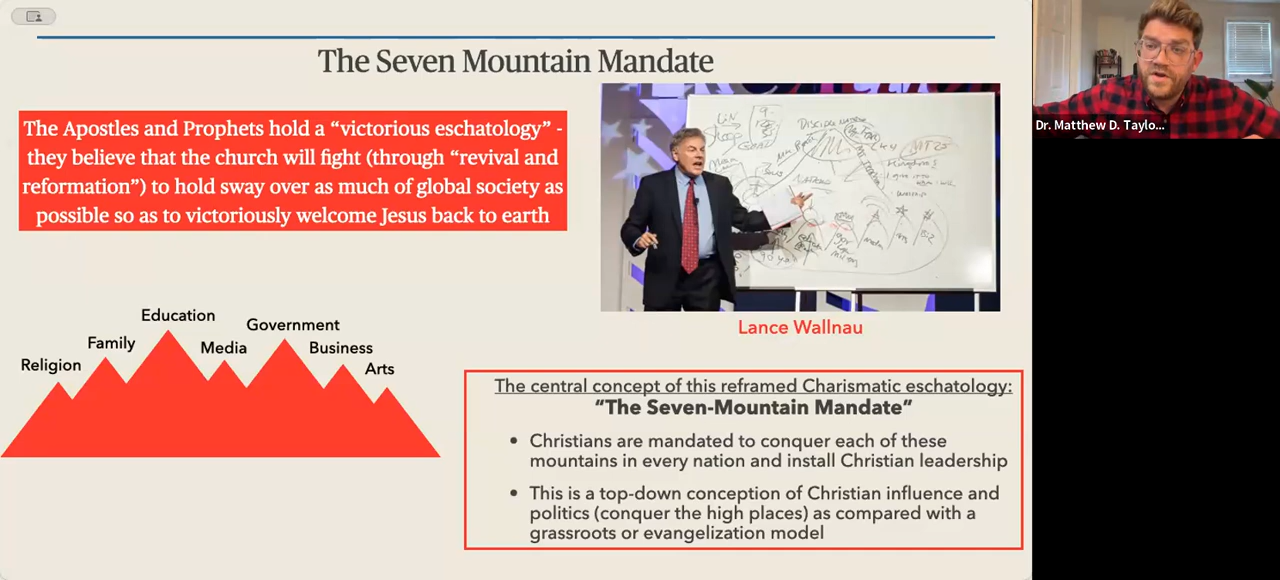 The Seven Mountain Mandate
The Apostles and Prophets hold a “victorious eschatology” -
they believe that the church will fight (through “revival and
reformation”) to hold sway over as much of global society as
possible so as to victoriously welcome Jesus back to earth
Lance Wallnau
Education
Government
Family
Media
Business
Religion
Arts
The central concept of this reframed Charismatic eschatology:
“The Seven-Mountain Mandate”
• Christians are mandated to conquer each of these
mountains in every nation and install Christian leadership
• This is a top-down conception of Christian influence and
politics (conquer the high places) as compared with a
grassroots or evangelization model
Dr. Matthew D. Taylo...